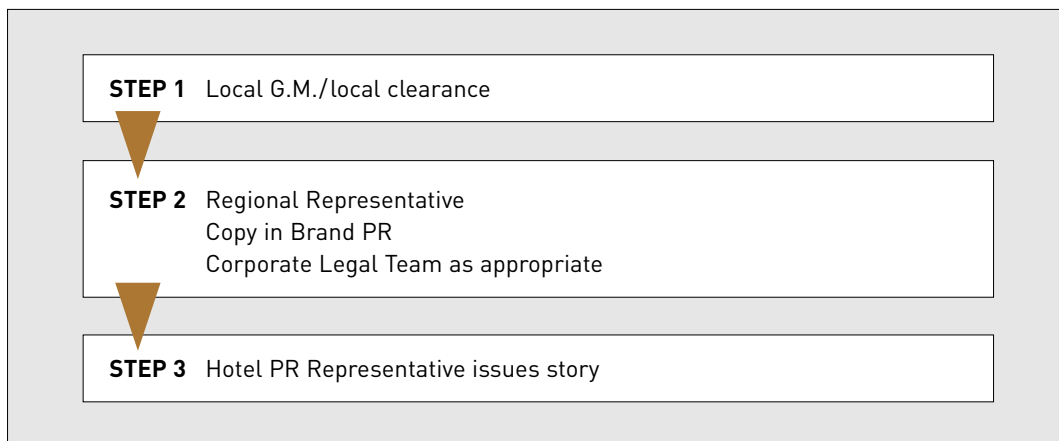 STEP 1 Local G.M./local clearance
STEP 2 Regional Representative
Copy in Brand PR
Corporate Legal Team as appropriate
STEP 3 Hotel PR Representative issues story